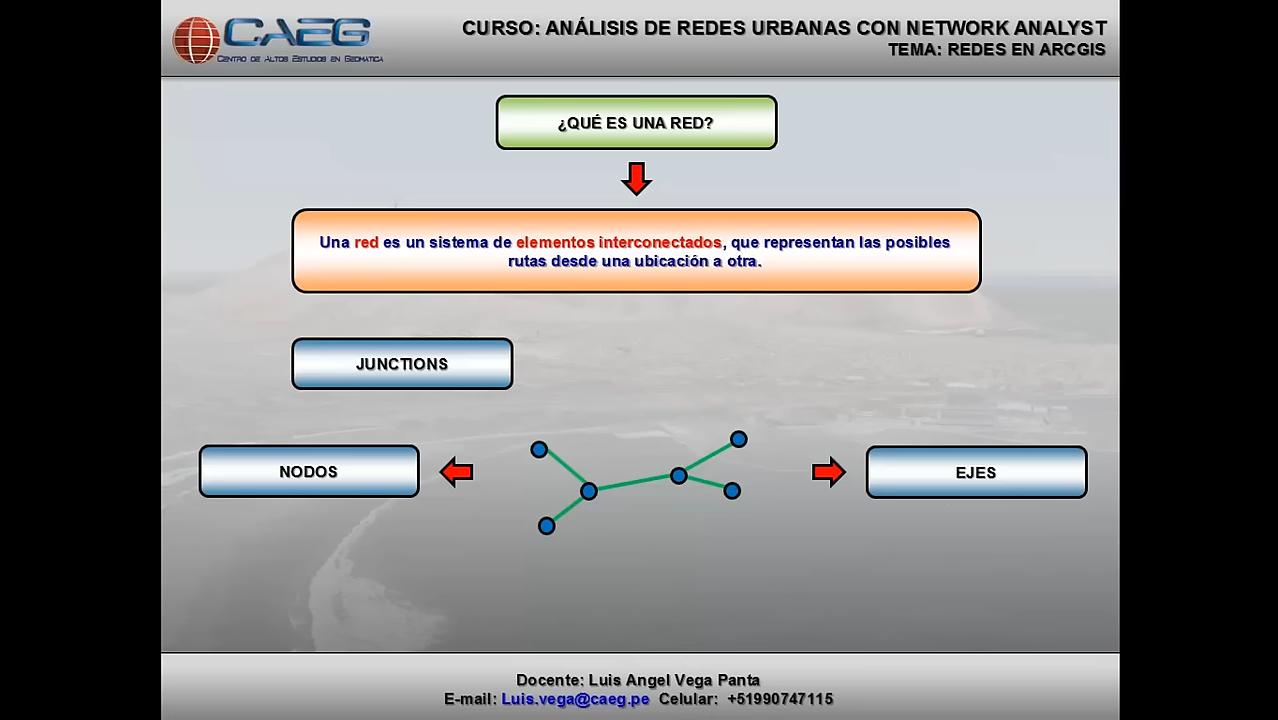 CAEG
CENTRO DE ALTOS ESTUDIOS EN GEOMATICA
CURSO: ANÁLISIS DE REDES URBANAS CON NETWORK ANALYST
TEMA: REDES EN ARCGIS
¿QUÉ ES UNA RED?
Una red es un sistema de elementos interconectados, que representan las posibles
rutas desde una ubicación a otra.
JUNCTIONS
NODOS
EJES
Docente: Luis Angel Vega Panta
E-mail: Luis.vega@caeg.pe Celular: +51990747115